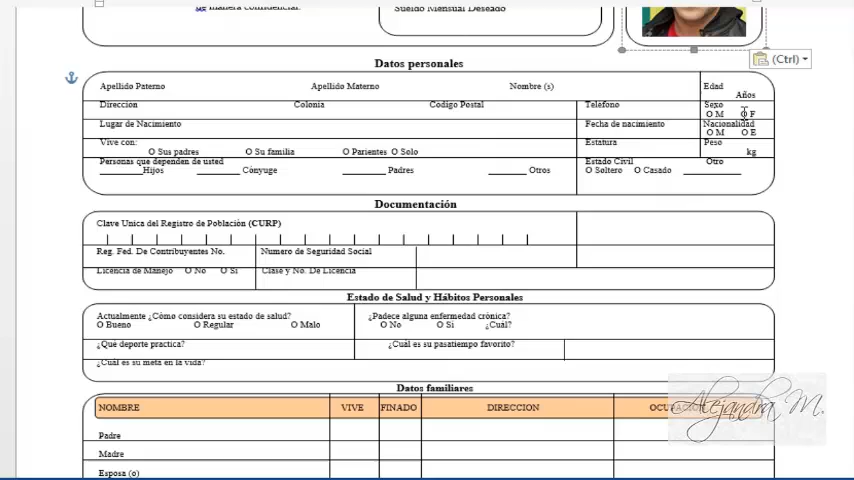 de manera confidencial.
Sueldo Mensual Deseado
(Ctrl)
Datos personales
Apellido Paterno Apellido Materno Nombre (s) Edad
Años
Dirección Colonia Codigo Postal Telefono Sexo
O M O F
Lugar de Nacimiento Fecha de nacimiento Nacionalidad
O M O E
Vive con: Estatura Peso
O Sus padres O Su familia O Parientes O Solo kg
Personas que dependen de usted Estado Civil Otro
Hijos Cònyuge Padres Otros O Soltero O Casado
Documentación
Clave Unica del Registro de Población (CURP)
Reg. Fed. De Contribuyentes No. Numero de Seguridad Social
Licencia de Manejo O No O Si Clase y No. De Licencia
Estado de Salud y Hábitos Personales
Actualmente ¿Cómo considera su estado de salud? ¿Padece alguna enfermedad crónica?
O Bueno O Regular O Malo O No O Si ¿Cuál?
¿Qué deporte practica? ¿Cuál es su pasatiempo favorito?
¿Cuál es su meta en la vida?
Datos familiares
NOMBRE VIVE FINADO DIRECCION OCUPACION
Alejandra M.
Padre
Madre
Esposa (o)